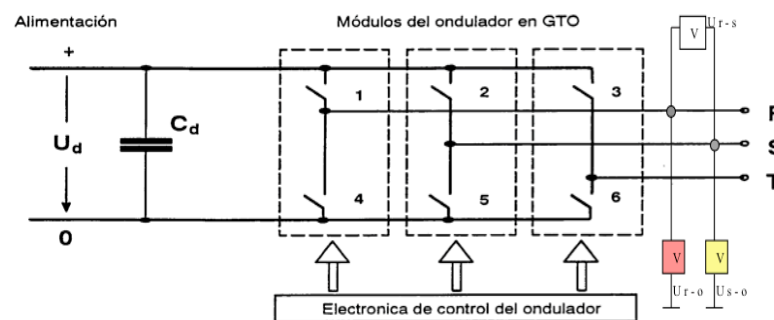 Alimentación
Módulos del ondulador en GTO
Ur-s
V
+
1
2
3
R
Cd
Ud
S
T
4
5
6
0
V
V
Ur-o
Us-o
Electronica de control del ondulador